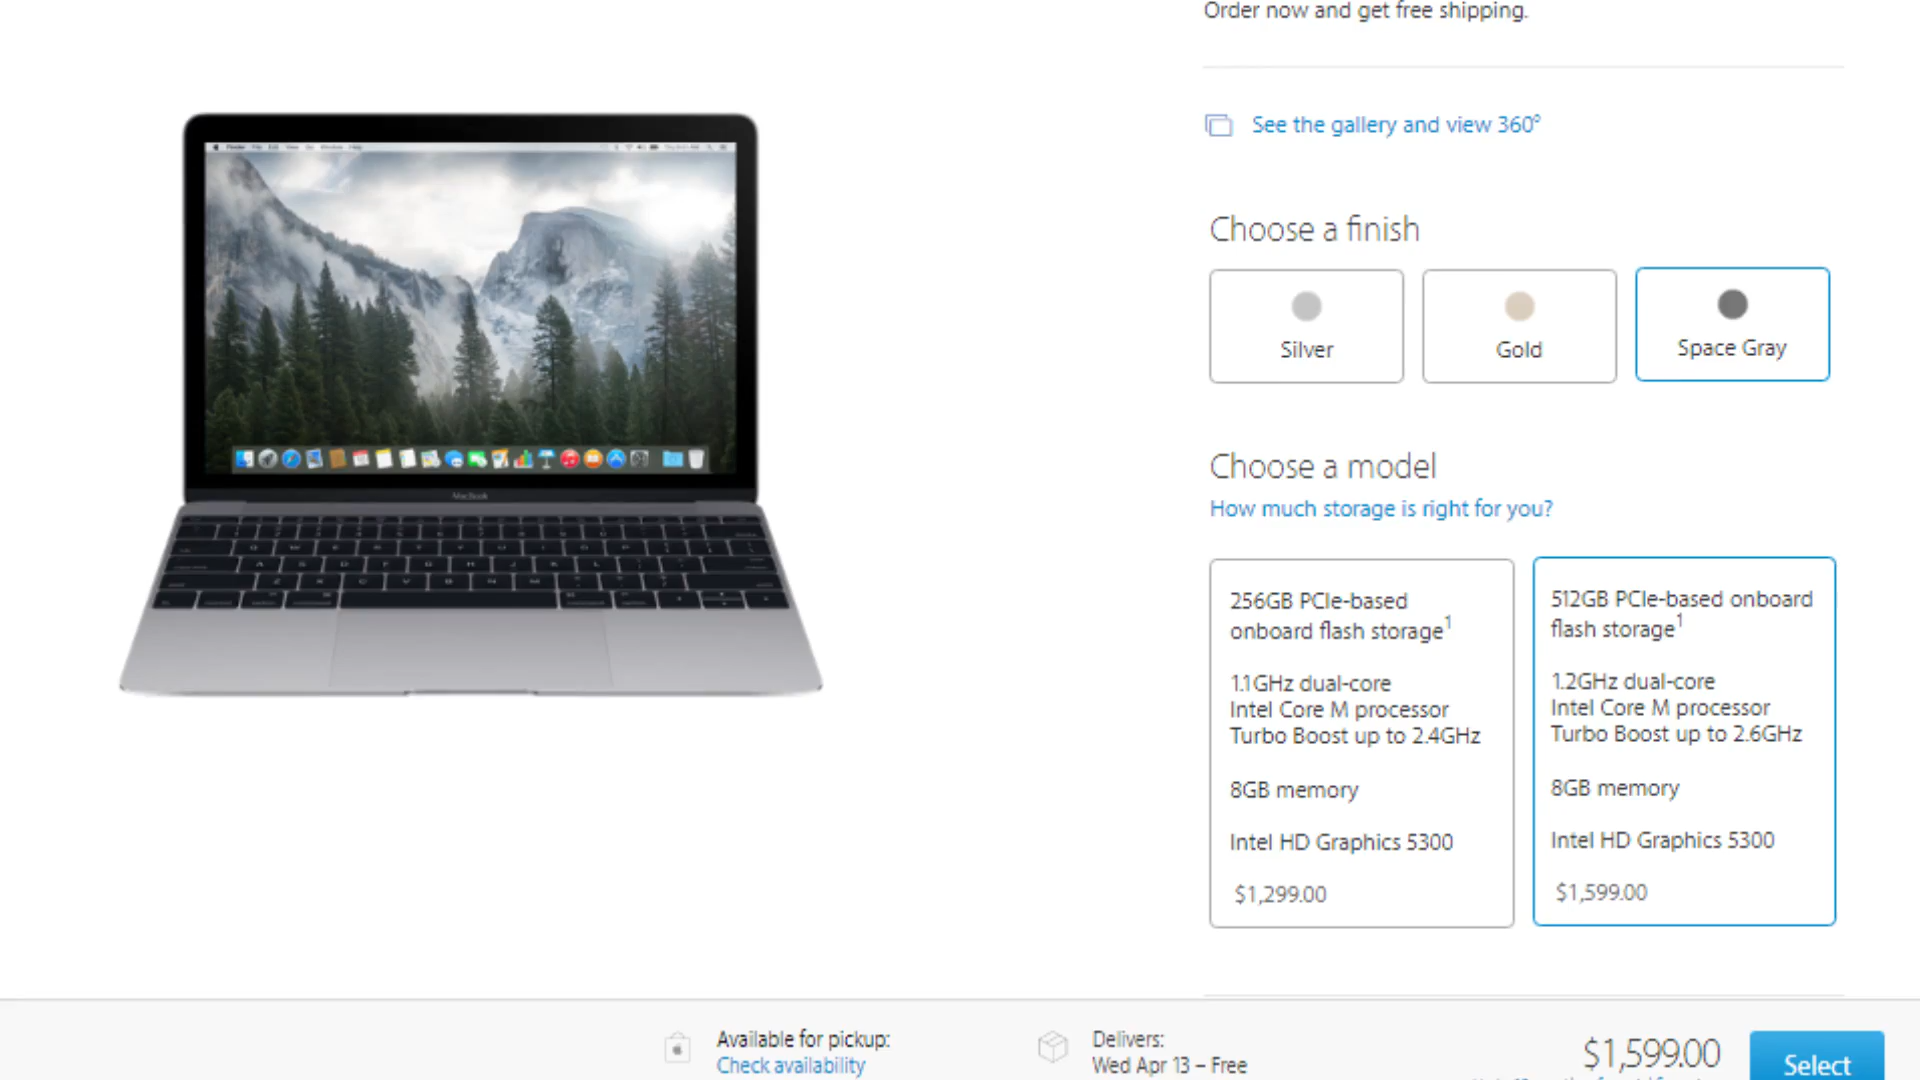 Order now and get free shipping.
See the gallery and view 360°
Choose a finish
Silver
Gold
Space Gray
Choose a model
How much storage is right for you?
256GB PCIe-based
onboard flash storage¹
1.1GHz dual-core
Intel Core M processor
Turbo Boost up to 2.4GHz
8GB memory
Intel HD Graphics 5300
$1,299.00
512GB PCIe-based onboard
flash storage¹
1.2GHz dual-core
Intel Core M processor
Turbo Boost up to 2.6GHz
8GB memory
Intel HD Graphics 5300
$1,599.00
MacBook
Available for pickup:
Check availability
Delivers:
Wed Apr 13 – Free
$1,599.00
Select